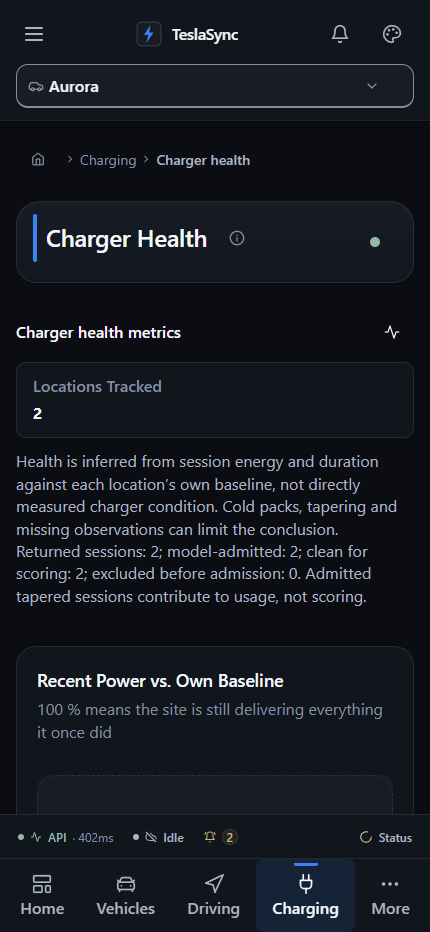 TeslaSync
Aurora
Charging
Charger health
Charger Health
Charger health metrics
Locations Tracked
2
Health is inferred from session energy and duration
against each location's own baseline, not directly
measured charger condition. Cold packs, tapering and
missing observations can limit the conclusion.
Returned sessions: 2; model-admitted: 2; clean for
scoring: 2; excluded before admission: 0. Admitted
tapered sessions contribute to usage, not scoring.
Recent Power vs. Own Baseline
100 % means the site is still delivering everything
it once did
API · 402ms
Idle
2
Status
Home
Vehicles
Driving
Charging
More